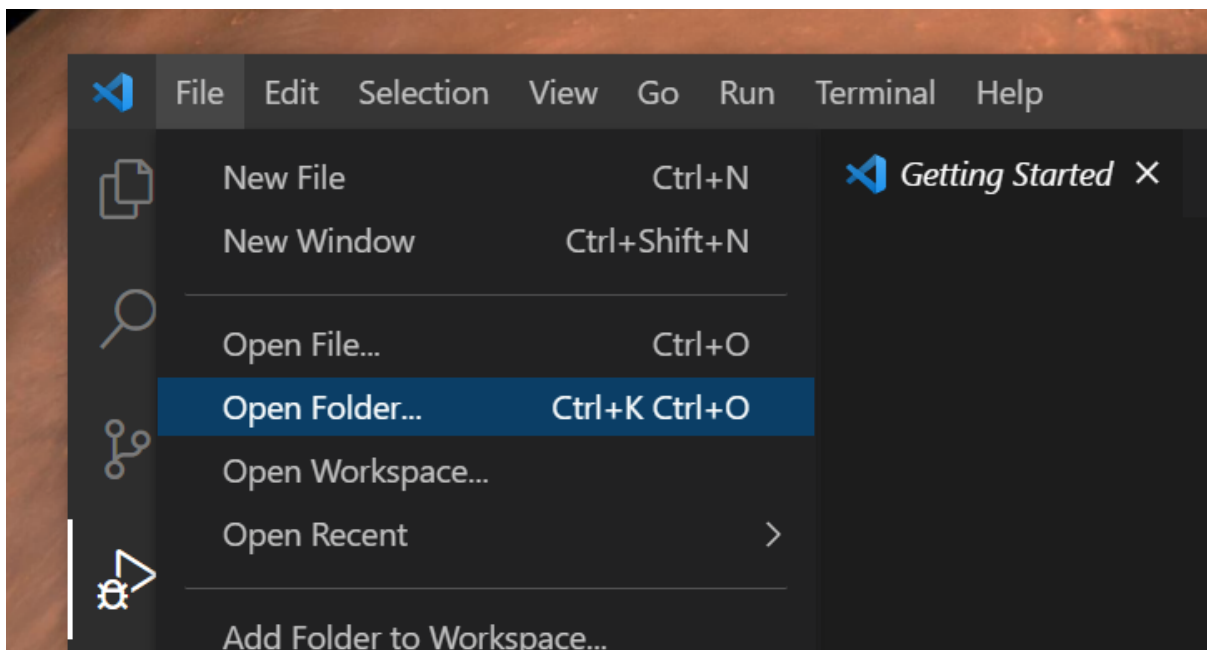 File Edit Selection View Go Run Terminal Help
Getting Started
New File Ctrl+N
New Window Ctrl+Shift+N
Open File... Ctrl+O
Open Folder... Ctrl+K Ctrl+O
Open Workspace...
Open Recent
Add Folder to Workspace...